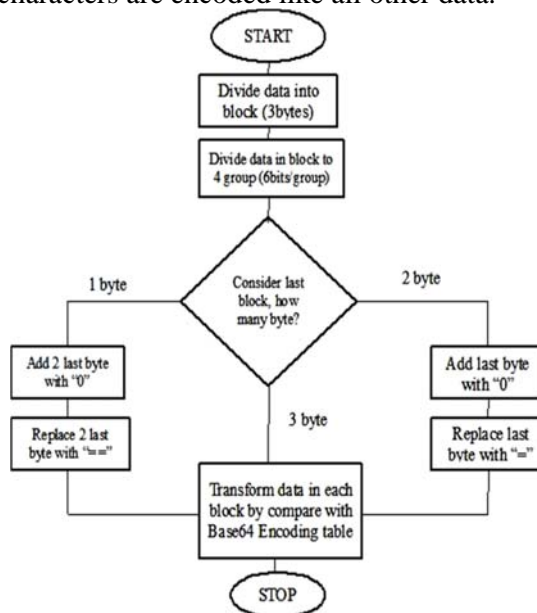 characters are encoded like all other data.
START
Divide data into
block (3bytes)
Divide data in block to
4 group (6bits/group)
Consider last
block, how
many byte?
1 byte
2 byte
3 byte
Add 2 last byte
with “0”
Replace 2 last
byte with “==”
Add last byte
with “0”
Replace last
byte with “=”
Transform data in each
block by compare with
Base64 Encoding table
STOP